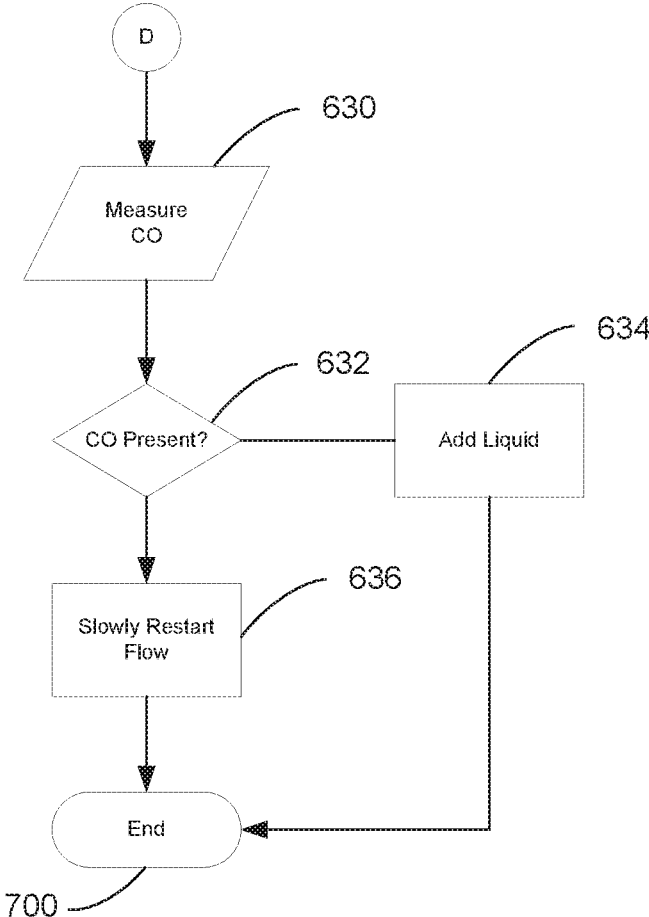 D
630
Measure
CO
634
632
CO Present?
Add Liquid
636
Slowly Restart
Flow
End
700